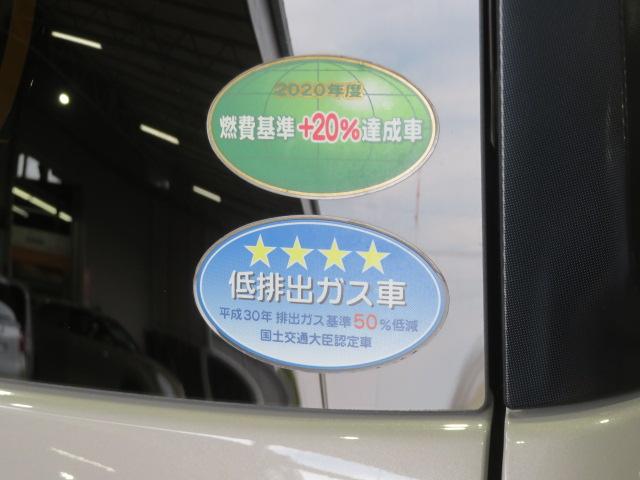 2020年度
燃費基準+20%達成車
★★★★
低排出ガス車
平成30年 排出ガス基準50%低減
国土交通大臣認定車